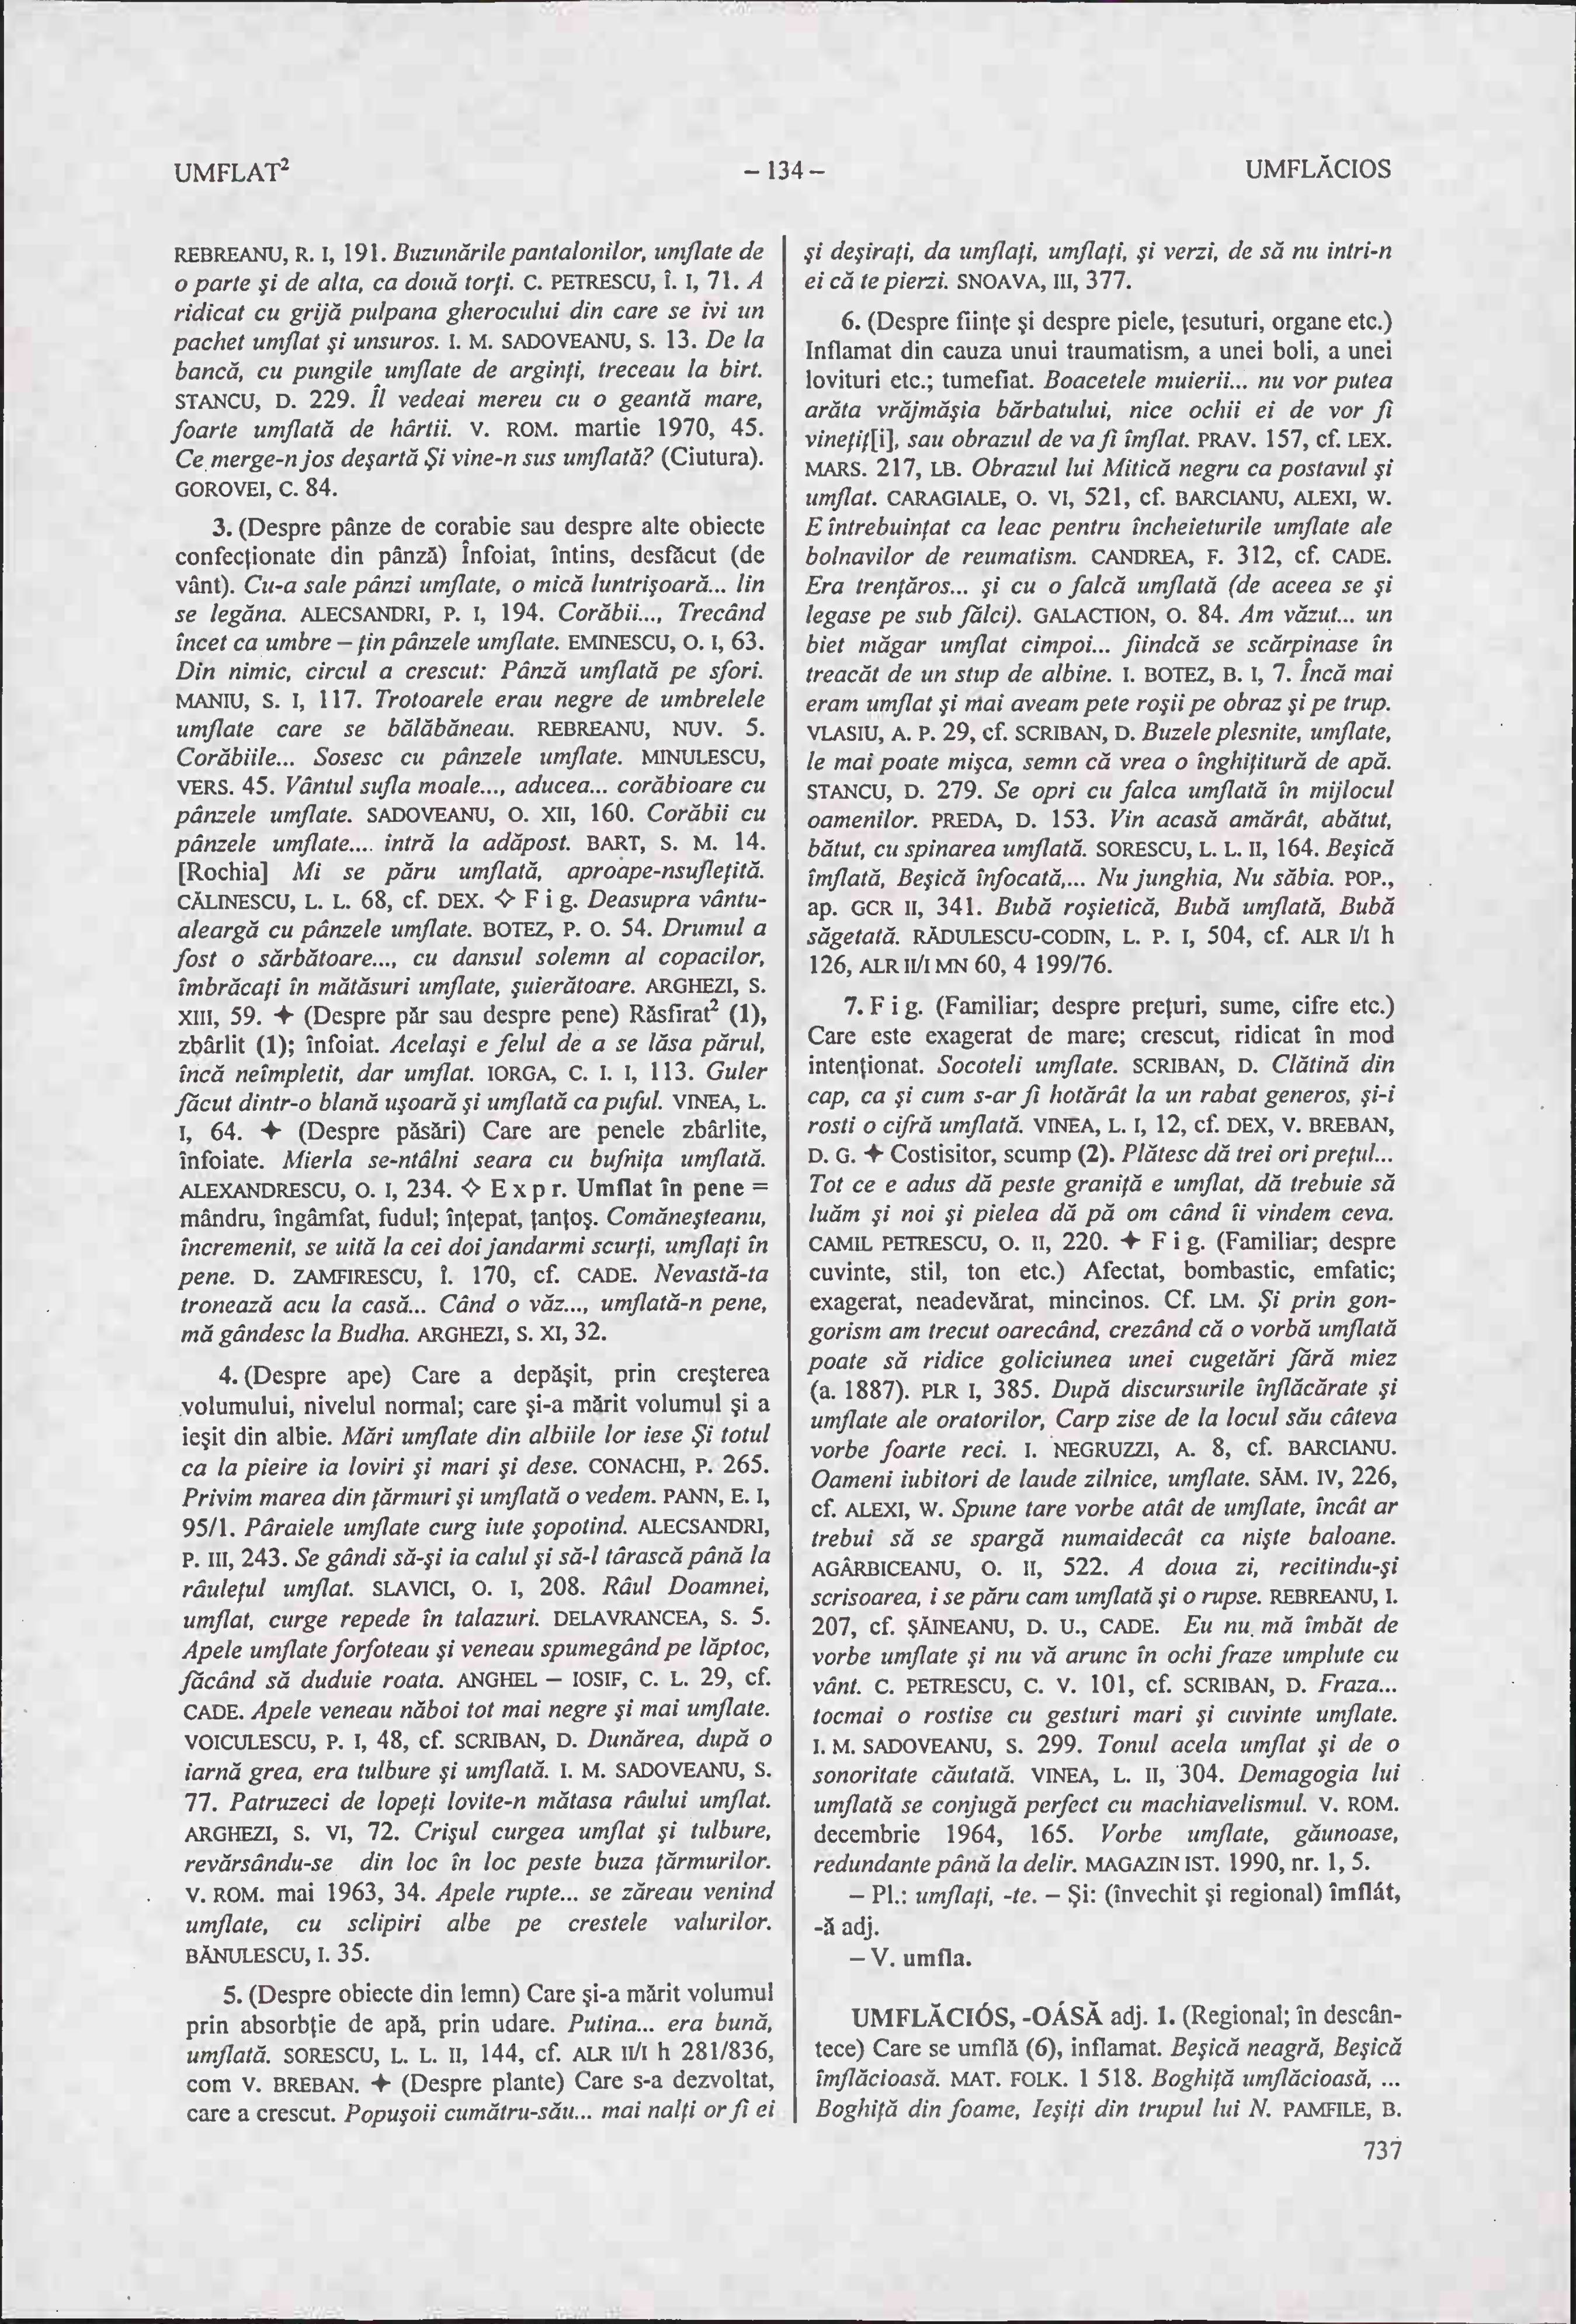 UMFLAT²
– 134 –
UMFLĂCIOS
REBREANU, R. I, 191. Buzunările pantalonilor, umflate de
o parte şi de alta, ca două torţi. C. PETRESCU, Î. I, 71. A
ridicat cu grijă pulpana gherocului din care se ivi un
pachet umflat şi unsuros. I. M. SADOVEANU, S. 13. De la
bancă, cu pungile umflate de arginţi, treceau la birt.
STANCU, D. 229. Îl vedeai mereu cu o geantă mare,
foarte umflată de hârtii. V. ROM. martie 1970, 45.
Ce merge-n jos deşartă Şi vine-n sus umflată? (Ciutura).
GOROVEI, C. 84.
3. (Despre pânze de corabie sau despre alte obiecte
confecţionate din pânză) Înfoiat, întins, desfăcut (de
vânt). Cu-a sale pânzi umflate, o mică luntrişoară... lin
se legăna. ALECSANDRI, P. I, 194. Corăbii..., Trecând
încet ca umbre – ţin pânzele umflate. EMINESCU, O. I, 63.
Din nimic, circul a crescut: Pânză umflată pe sfori.
MANIU, S. I, 117. Trotoarele erau negre de umbrelele
umflate care se bălăbăneau. REBREANU, NUV. 5.
Corăbiile... Sosesc cu pânzele umflate. MINULESCU,
VERS. 45. Vântul sufla moale..., aducea... corăbioare cu
pânzele umflate. SADOVEANU, O. XII, 160. Corăbii cu
pânzele umflate.... intră la adăpost. BART, S. M. 14.
[Rochia] Mi se păru umflată, aproape-nsufleţită.
CĂLINESCU, L. L. 68, cf. DEX. ◇ F i g. Deasupra vântu-
aleargă cu pânzele umflate. BOTEZ, P. O. 54. Drumul a
fost o sărbătoare..., cu dansul solemn al copacilor,
îmbrăcaţi în mătăsuri umflate, şuierătoare. ARGHEZI, S.
XIII, 59. ✦ (Despre păr sau despre pene) Răsfirat² (1),
zbârlit (1); înfoiat. Acelaşi e felul de a se lăsa părul,
încă neîmpletit, dar umflat. IORGA, C. I. I, 113. Guler
făcut dintr-o blană uşoară şi umflată ca puful. VINEA, L.
I, 64. ✦ (Despre păsări) Care are penele zbârlite,
înfoiate. Mierla se-ntâlni seara cu bufniţa umflată.
ALEXANDRESCU, O. I, 234. ◇ E x p r. Umflat în pene =
mândru, îngâmfat, fudul; înţepat, ţanţoş. Comăneşteanu,
încremenit, se uită la cei doi jandarmi scurţi, umflaţi în
pene. D. ZAMFIRESCU, Î. 170, cf. CADE. Nevastă-ta
tronează acu la casă... Când o văz..., umflată-n pene,
mă gândesc la Budha. ARGHEZI, S. XI, 32.
4. (Despre ape) Care a depăşit, prin creşterea
volumului, nivelul normal; care şi-a mărit volumul şi a
ieşit din albie. Mări umflate din albiile lor iese Şi totul
ca la pieire ia loviri şi mari şi dese. CONACHI, P. 265.
Privim marea din ţărmuri şi umflată o vedem. PANN, E. I,
95/1. Pâraiele umflate curg iute şopotind. ALECSANDRI,
P. III, 243. Se gândi să-şi ia calul şi să-l târască până la
râuleţul umflat. SLAVICI, O. I, 208. Râul Doamnei,
umflat, curge repede în talazuri. DELAVRANCEA, S. 5.
Apele umflate forfoteau şi veneau spumegând pe lăptoc,
făcând să duduie roata. ANGHEL – IOSIF, C. L. 29, cf.
CADE. Apele veneau năboi tot mai negre şi mai umflate.
VOICULESCU, P. I, 48, cf. SCRIBAN, D. Dunărea, după o
iarnă grea, era tulbure şi umflată. I. M. SADOVEANU, S.
77. Patruzeci de lopeţi lovite-n mătasa râului umflat.
ARGHEZI, S. VI, 72. Crişul curgea umflat şi tulbure,
revărsându-se din loc în loc peste buza ţărmurilor.
V. ROM. mai 1963, 34. Apele rupte... se zăreau venind
umflate, cu sclipiri albe pe crestele valurilor.
BĂNULESCU, I. 35.
5. (Despre obiecte din lemn) Care şi-a mărit volumul
prin absorbţie de apă, prin udare. Putina... era bună,
umflată. SORESCU, L. L. II, 144, cf. ALR II/I h 281/836,
com V. BREBAN. ✦ (Despre plante) Care s-a dezvoltat,
care a crescut. Popuşoii cumătru-său... mai nalţi or fi ei
şi deşiraţi, da umflaţi, umflaţi, şi verzi, de să nu intri-n
ei că te pierzi. SNOAVA, III, 377.
6. (Despre fiinţe şi despre piele, ţesuturi, organe etc.)
Inflamat din cauza unui traumatism, a unei boli, a unei
lovituri etc.; tumefiat. Boacetele muierii... nu vor putea
arăta vrăjmăşia bărbatului, nice ochii ei de vor fi
vineţiţ[i], sau obrazul de va fi îmflat. PRAV. 157, cf. LEX.
MARS. 217, LB. Obrazul lui Mitică negru ca postavul şi
umflat. CARAGIALE, O. VI, 521, cf. BARCIANU, ALEXI, W.
E întrebuinţat ca leac pentru încheieturile umflate ale
bolnavilor de reumatism. CANDREA, F. 312, cf. CADE.
Era trenţăros... şi cu o falcă umflată (de aceea se şi
legase pe sub fălci). GALACTION, O. 84. Am văzut... un
biet măgar umflat cimpoi... fiindcă se scărpinase în
treacăt de un stup de albine. I. BOTEZ, B. I, 7. Încă mai
eram umflat şi mai aveam pete roşii pe obraz şi pe trup.
VLASIU, A. P. 29, cf. SCRIBAN, D. Buzele plesnite, umflate,
le mai poate mişca, semn că vrea o înghiţitură de apă.
STANCU, D. 279. Se opri cu falca umflată în mijlocul
oamenilor. PREDA, D. 153. Vin acasă amărât, abătut,
bătut, cu spinarea umflată. SORESCU, L. L. II, 164. Beşică
îmflată, Beşică înfocată,... Nu junghia, Nu săbia. POP.,
ap. GCR II, 341. Bubă roşietică, Bubă umflată, Bubă
săgetată. RĂDULESCU-CODIN, L. P. I, 504, cf. ALR I/I h
126, ALR II/I MN 60, 4 199/76.
7. F i g. (Familiar; despre preţuri, sume, cifre etc.)
Care este exagerat de mare; crescut, ridicat în mod
intenţionat. Socoteli umflate. SCRIBAN, D. Clătină din
cap, ca şi cum s-ar fi hotărât la un rabat generos, şi-i
rosti o cifră umflată. VINEA, L. I, 12, cf. DEX, V. BREBAN,
D. G. ✦ Costisitor, scump (2). Plătesc dă trei ori preţul...
Tot ce e adus dă peste graniţă e umflat, dă trebuie să
luăm şi noi şi pielea dă pă om când îi vindem ceva.
CAMIL PETRESCU, O. II, 220. ✦ F i g. (Familiar; despre
cuvinte, stil, ton etc.) Afectat, bombastic, emfatic;
exagerat, neadevărat, mincinos. Cf. LM. Şi prin gon-
gorism am trecut oarecând, crezând că o vorbă umflată
poate să ridice goliciunea unei cugetări fără miez
(a. 1887). PLR I, 385. După discursurile înflăcărate şi
umflate ale oratorilor, Carp zise de la locul său câteva
vorbe foarte reci. I. NEGRUZZI, A. 8, cf. BARCIANU.
Oameni iubitori de laude zilnice, umflate. SĂM. IV, 226,
cf. ALEXI, W. Spune tare vorbe atât de umflate, încât ar
trebui să se spargă numaidecât ca nişte baloane.
AGÂRBICEANU, O. II, 522. A doua zi, recitindu-şi
scrisoarea, i se păru cam umflată şi o rupse. REBREANU, I.
207, cf. ŞĂINEANU, D. U., CADE. Eu nu mă îmbăt de
vorbe umflate şi nu vă arunc în ochi fraze umplute cu
vânt. C. PETRESCU, C. V. 101, cf. SCRIBAN, D. Fraza...
tocmai o rostise cu gesturi mari şi cuvinte umflate.
I. M. SADOVEANU, S. 299. Tonul acela umflat şi de o
sonoritate căutată. VINEA, L. II, 304. Demagogia lui
umflată se conjugă perfect cu machiavelismul. V. ROM.
decembrie 1964, 165. Vorbe umflate, găunoase,
redundante până la delir. MAGAZIN IST. 1990, nr. 1, 5.
– Pl.: umflaţi, -te. – Şi: (învechit şi regional) îmflát,
-ă adj.
– V. umfla.
UMFLĂCIÓS, -OÁSĂ adj. 1. (Regional; în descân-
tece) Care se umflă (6), inflamat. Beşică neagră, Beşică
îmflăcioasă. MAT. FOLK. 1 518. Boghiţă umflăcioasă, ...
Boghiţă din foame, Ieşiţi din trupul lui N. PAMFILE, B.
737